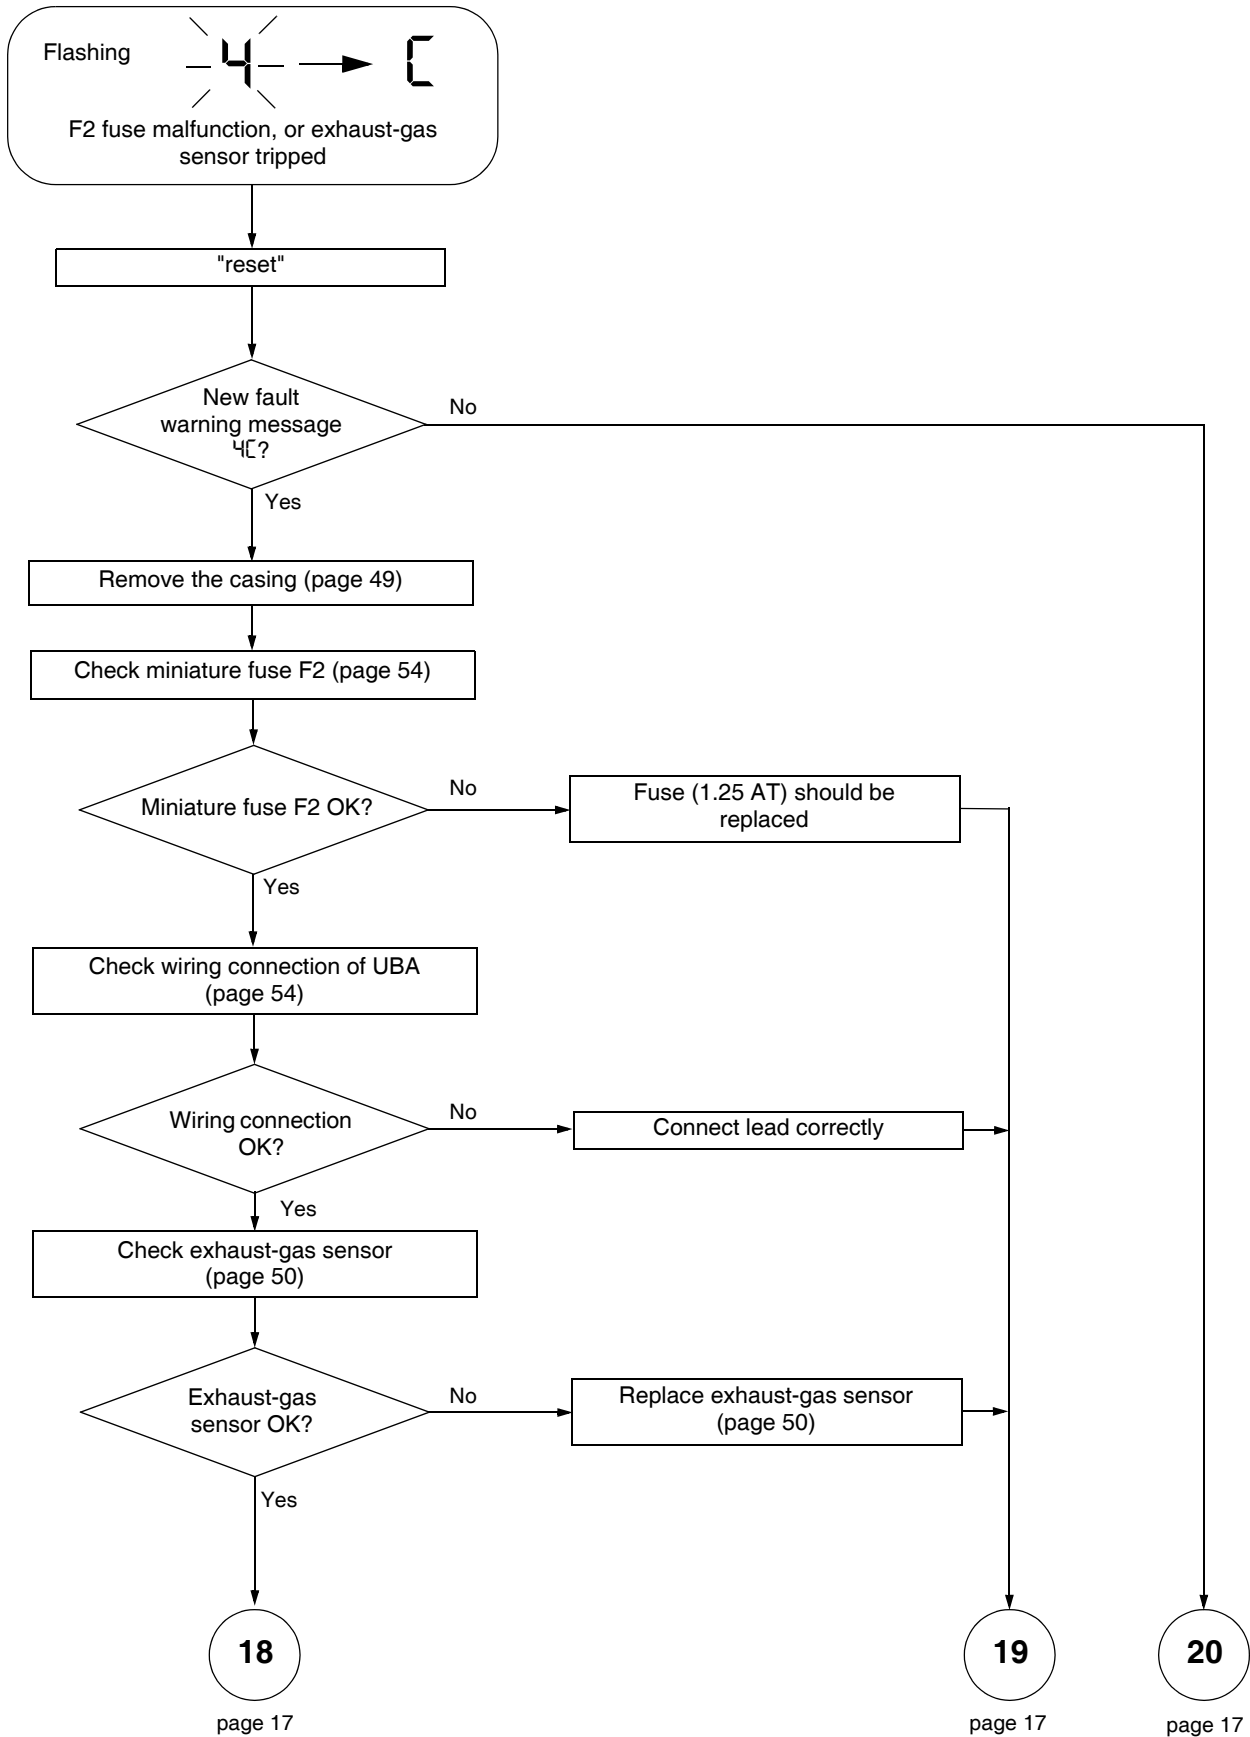 Flashing
4 C
F2 fuse malfunction, or exhaust-gas
sensor tripped
"reset"
New fault
warning message
4C?
No
Yes
Remove the casing (page 49)
Check miniature fuse F2 (page 54)
Miniature fuse F2 OK?
No
Fuse (1.25 AT) should be
replaced
Yes
Check wiring connection of UBA
(page 54)
Wiring connection
OK?
No
Connect lead correctly
Yes
Check exhaust-gas sensor
(page 50)
Exhaust-gas
sensor OK?
No
Replace exhaust-gas sensor
(page 50)
Yes
18
19
20
page 17
page 17
page 17